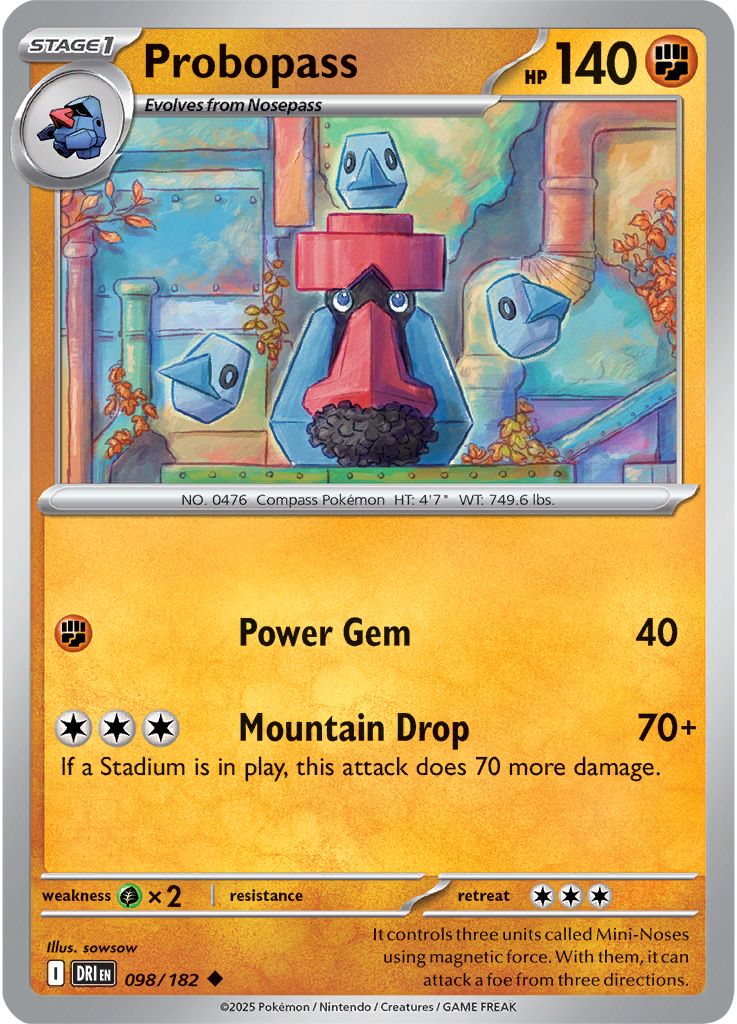 STAGE1
Probopass
HP 140
Evolves from Nosepass
NO. 0476 Compass Pokémon HT: 4'7" WT: 749.6 lbs.
Power Gem 40
Mountain Drop 70+
If a Stadium is in play, this attack does 70 more damage.
weakness ×2 resistance retreat
Illus. sowsow
It controls three units called Mini-Noses
using magnetic force. With them, it can
attack a foe from three directions.
I DRI EN 098/182
©2025 Pokémon / Nintendo / Creatures / GAME FREAK